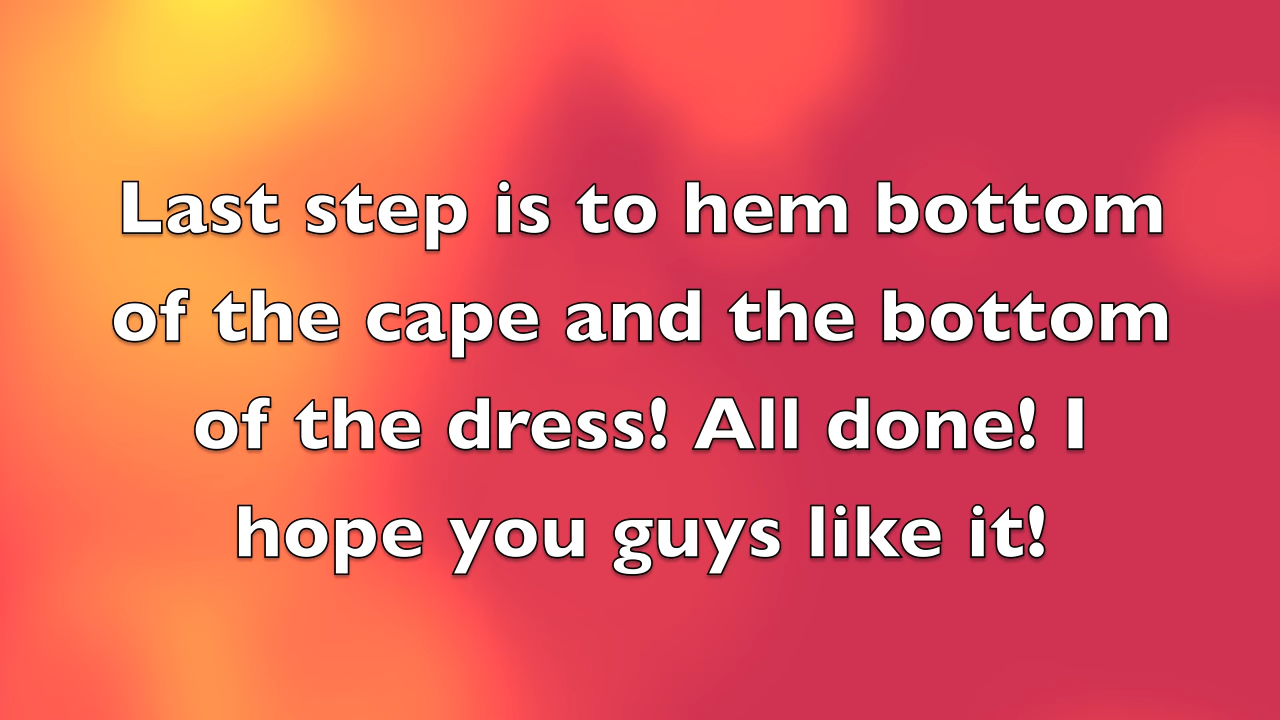 Last step is to hem bottom
of the cape and the bottom
of the dress! All done! I
hope you guys like it!